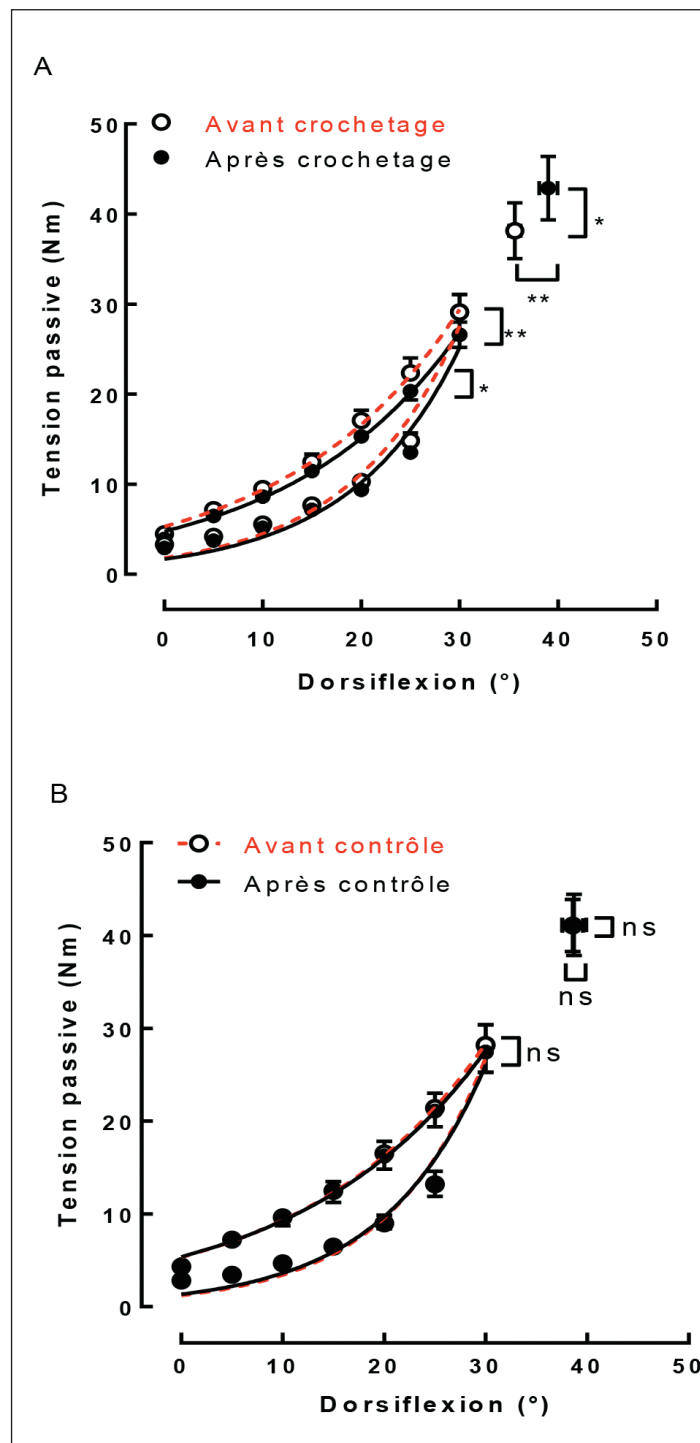 A
50
Avant crochetage
Après crochetage
40
*
**
30
**
*
20
10
0
Tension passive (Nm)
0 10 20 30 40 50
Dorsiflexion (°)
B
50
Avant contrôle
Après contrôle
40
ns
ns
30
ns
20
10
0
Tension passive (Nm)
0 10 20 30 40 50
Dorsiflexion (°)